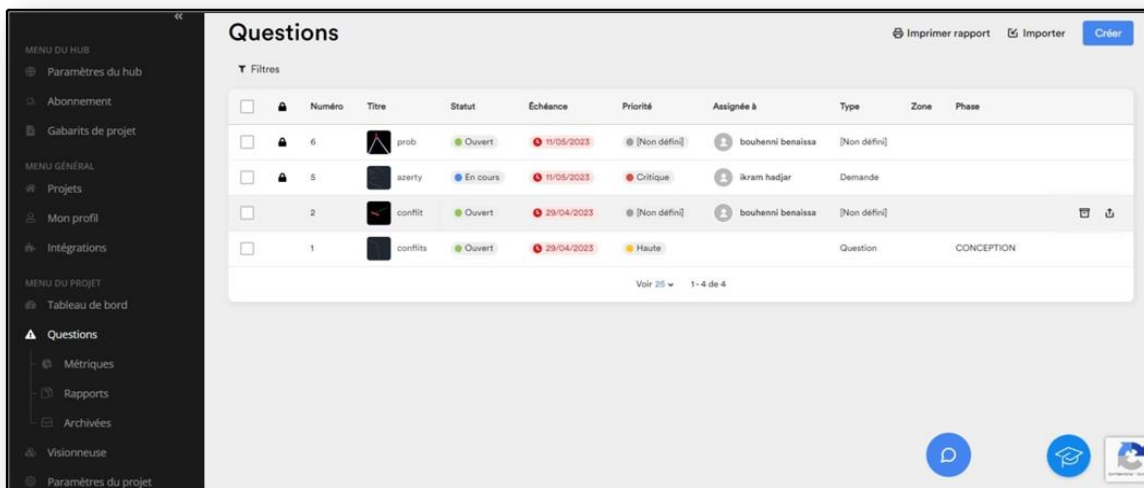 «
MENU DU HUB
Paramètres du hub
Abonnement
Gabarits de projet
MENU GÉNÉRAL
Projets
Mon profil
Intégrations
MENU DU PROJET
Tableau de bord
Questions
Métriques
Rapports
Archivées
Visionneuse
Paramètres du projet
Questions
Imprimer rapport Importer Créer
Filtres
Numéro Titre Statut Échéance Priorité Assignée à Type Zone Phase
6 prob Ouvert 11/05/2023 [Non défini] bouhenni benaissa [Non défini]
5 azerty En cours 11/05/2023 Critique ikram hadjar Demande
2 conflit Ouvert 29/04/2023 [Non défini] bouhenni benaissa [Non défini]
1 conflits Ouvert 29/04/2023 Haute Question CONCEPTION
Voir 25 1 - 4 de 4